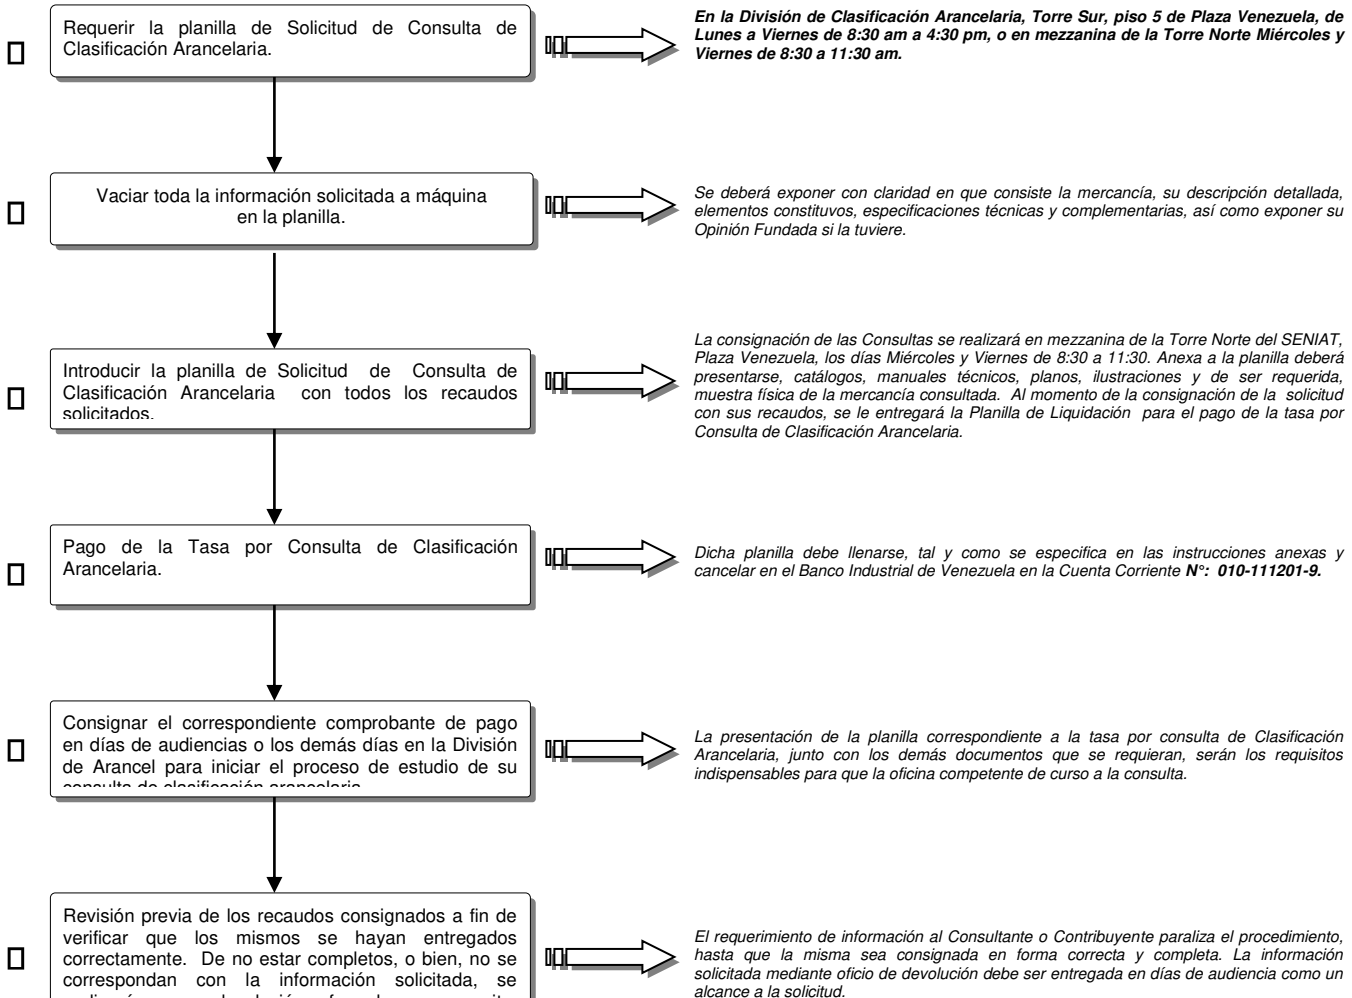 Requerir la planilla de Solicitud de Consulta de
Clasificación Arancelaria.
En la División de Clasificación Arancelaria, Torre Sur, piso 5 de Plaza Venezuela, de
Lunes a Viernes de 8:30 am a 4:30 pm, o en mezzanina de la Torre Norte Miércoles y
Viernes de 8:30 a 11:30 am.
Vaciar toda la información solicitada a máquina
en la planilla.
Se deberá exponer con claridad en que consiste la mercancía, su descripción detallada,
elementos constituvos, especificaciones técnicas y complementarias, así como exponer su
Opinión Fundada si la tuviere.
Introducir la planilla de Solicitud de Consulta de
Clasificación Arancelaria con todos los recaudos
solicitados.
La consignación de las Consultas se realizará en mezzanina de la Torre Norte del SENIAT,
Plaza Venezuela, los días Miércoles y Viernes de 8:30 a 11:30. Anexa a la planilla deberá
presentarse, catálogos, manuales técnicos, planos, ilustraciones y de ser requerida,
muestra física de la mercancía consultada. Al momento de la consignación de la solicitud
con sus recaudos, se le entregará la Planilla de Liquidación para el pago de la tasa por
Consulta de Clasificación Arancelaria.
Pago de la Tasa por Consulta de Clasificación
Arancelaria.
Dicha planilla debe llenarse, tal y como se especifica en las instrucciones anexas y
cancelar en el Banco Industrial de Venezuela en la Cuenta Corriente N°: 010-111201-9.
Consignar el correspondiente comprobante de pago
en días de audiencias o los demás días en la División
de Arancel para iniciar el proceso de estudio de su
consulta de clasificación arancelaria
La presentación de la planilla correspondiente a la tasa por consulta de Clasificación
Arancelaria, junto con los demás documentos que se requieran, serán los requisitos
indispensables para que la oficina competente de curso a la consulta.
Revisión previa de los recaudos consignados a fin de
verificar que los mismos se hayan entregados
correctamente. De no estar completos, o bien, no se
correspondan con la información solicitada, se
El requerimiento de información al Consultante o Contribuyente paraliza el procedimiento,
hasta que la misma sea consignada en forma correcta y completa. La información
solicitada mediante oficio de devolución debe ser entregada en días de audiencia como un
alcance a la solicitud.